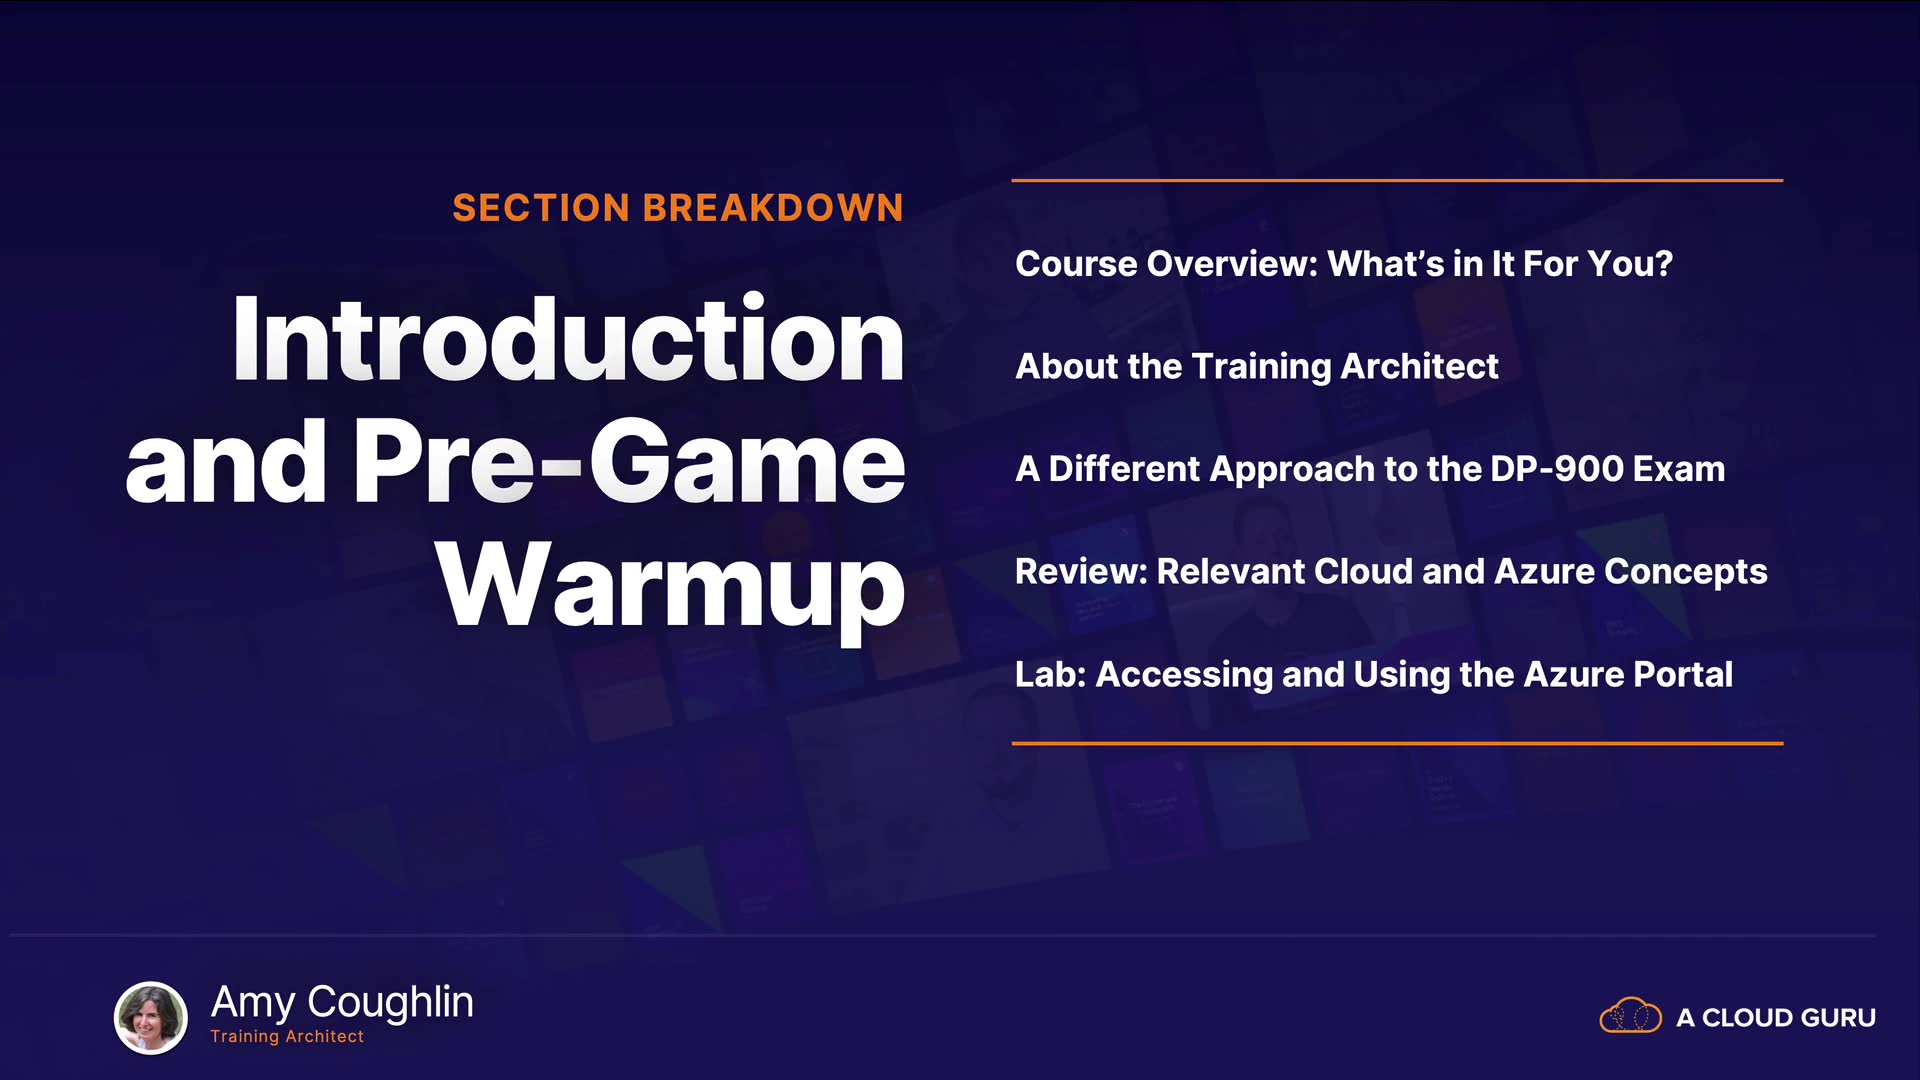 SECTION BREAKDOWN
Introduction
and Pre-Game
Warmup
Course Overview: What’s in It For You?
About the Training Architect
A Different Approach to the DP-900 Exam
Review: Relevant Cloud and Azure Concepts
Lab: Accessing and Using the Azure Portal
Amy Coughlin
Training Architect
A CLOUD GURU